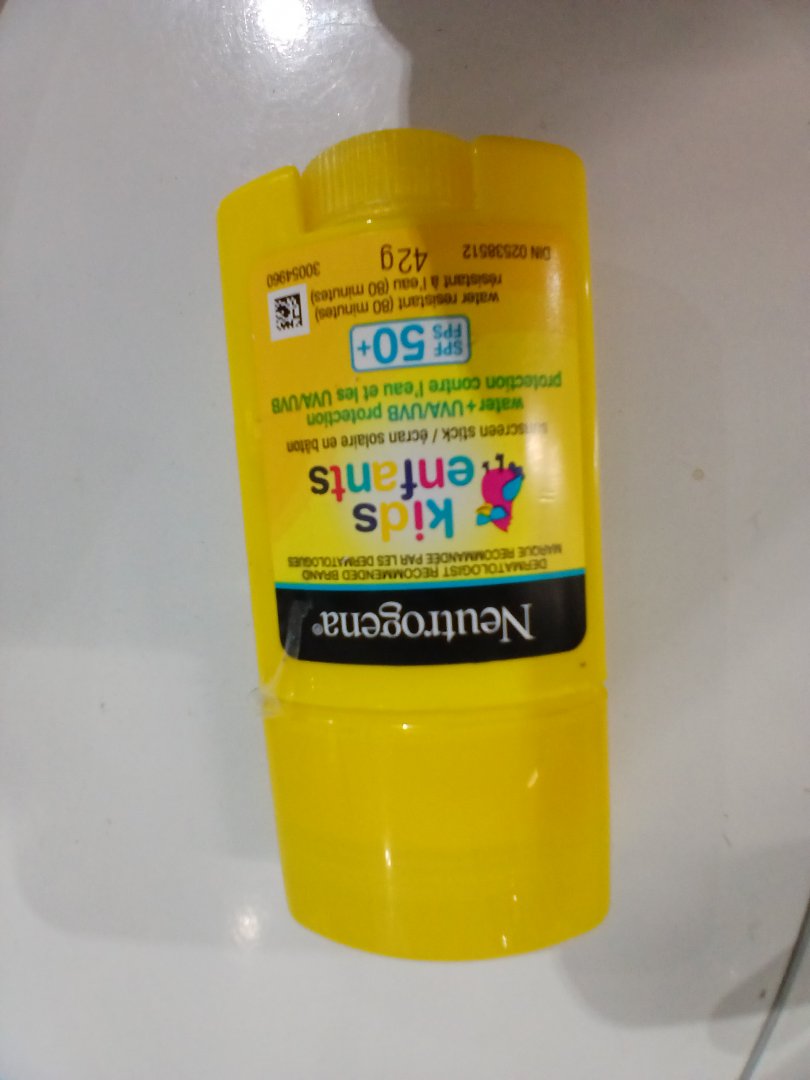 Neutrogena®
DERMATOLOGIST RECOMMENDED BRAND
MARQUE RECOMMANDÉE PAR LES DERMATOLOGUES
kids
enfants
sunscreen stick / écran solaire en bâton
water+UVA/UVB protection
protection contre l'eau et les UVA/UVB
SPF
FPS 50+
water resistant (80 minutes)
résistant à l'eau (80 minutes)
DIN 02538512 42g 30054960